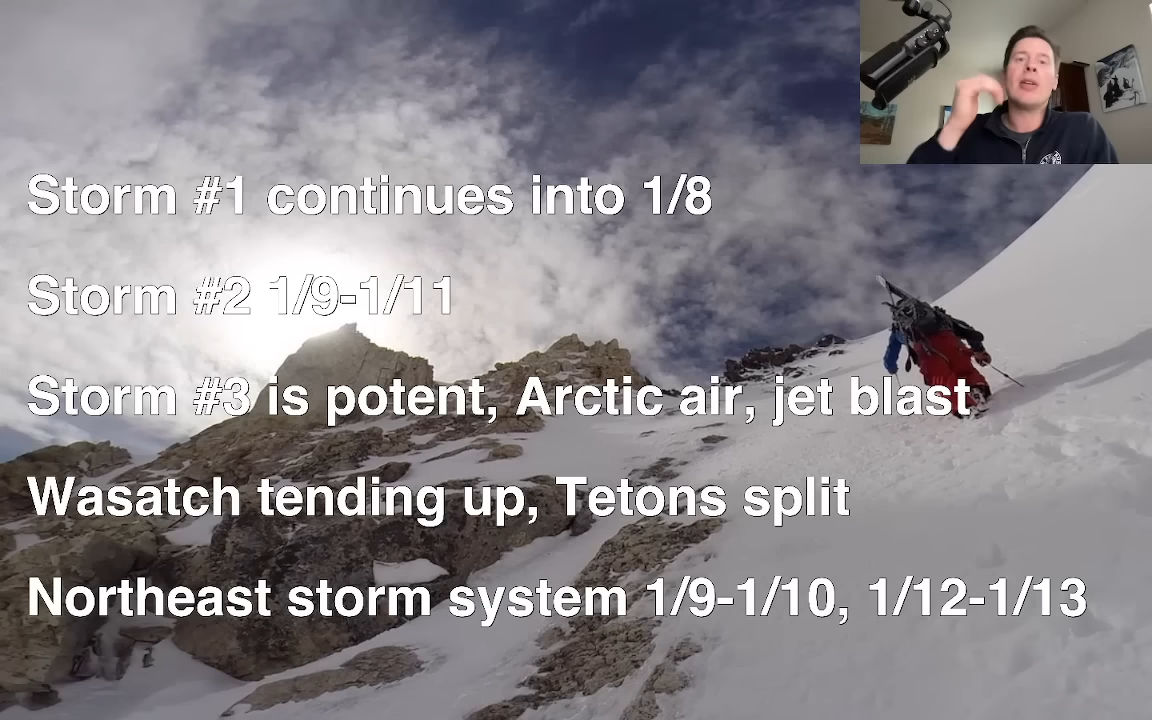 Storm #1 continues into 1/8
Storm #2 1/9-1/11
Storm #3 is potent, Arctic air, jet blast
Wasatch tending up, Tetons split
Northeast storm system 1/9-1/10, 1/12-1/13